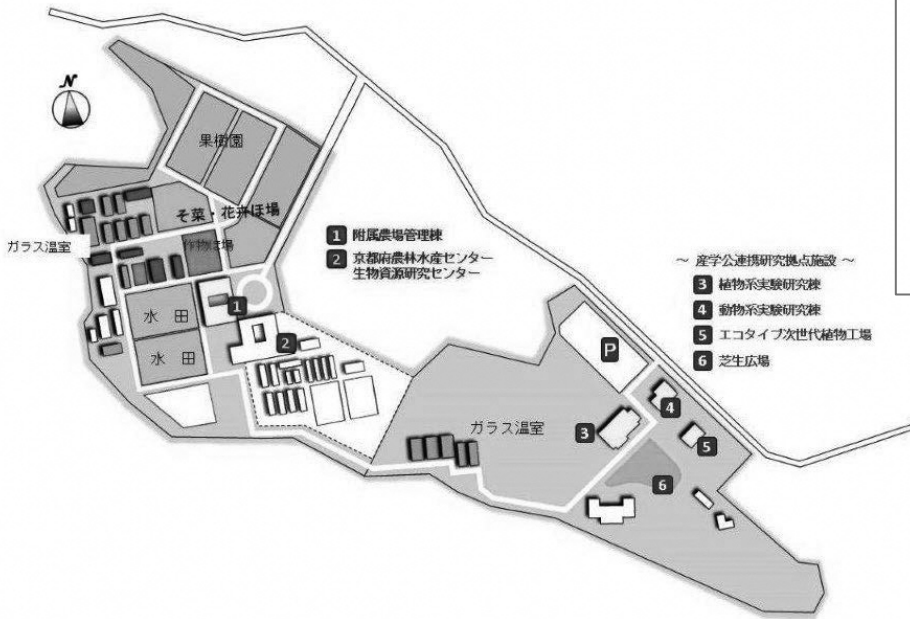 N
果樹園
そ菜・花卉ほ場
ガラス温室
作物ほ場
1 附属農場管理棟
2 京都府農林水産センター
生物資源研究センター
～ 産学公連携研究拠点施設 ～
3 植物系実験研究棟
4 動物系実験研究棟
5 エコタイプ次世代植物工場
6 芝生広場
水 田
1
2
水 田
P
4
ガラス温室
3
5
6